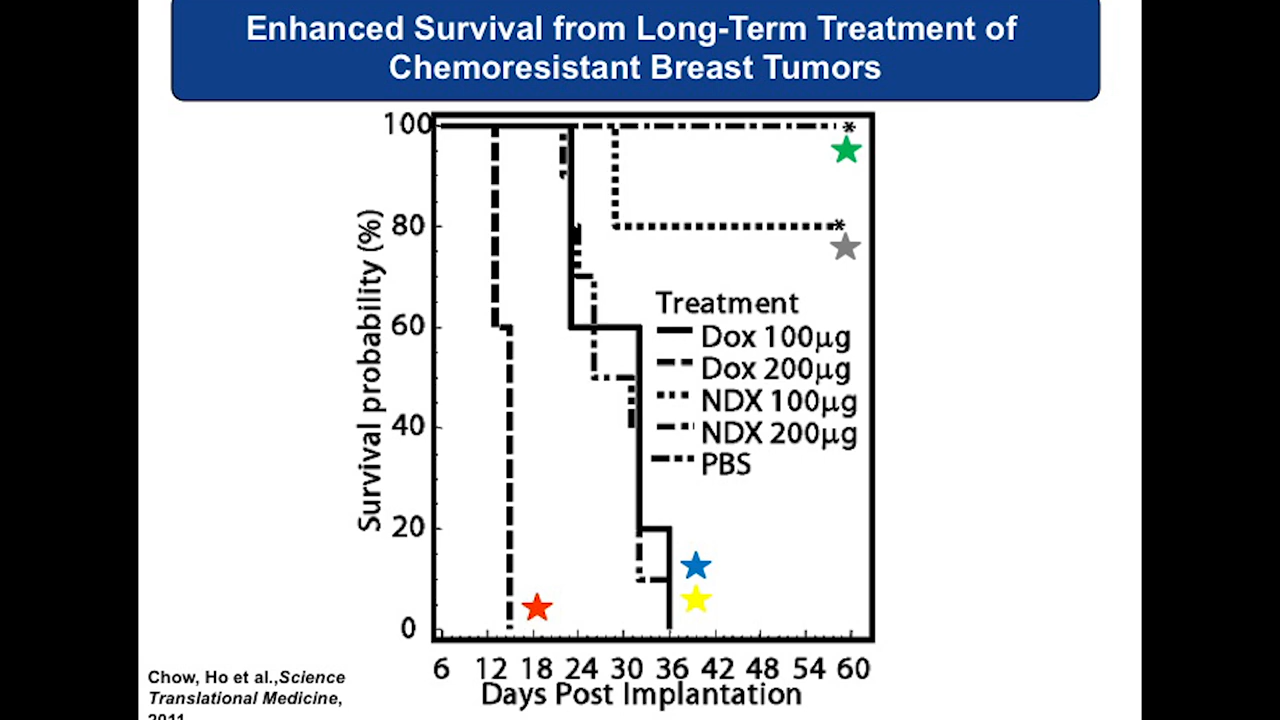 Enhanced Survival from Long-Term Treatment of
Chemoresistant Breast Tumors
100
80
60
40
20
0
Survival probability (%)
*
*
Treatment
Dox 100μg
Dox 200μg
NDX 100μg
NDX 200μg
PBS
6 12 18 24 30 36 42 48 54 60
Days Post Implantation
Chow, Ho et al.,Science
Translational Medicine,
2011